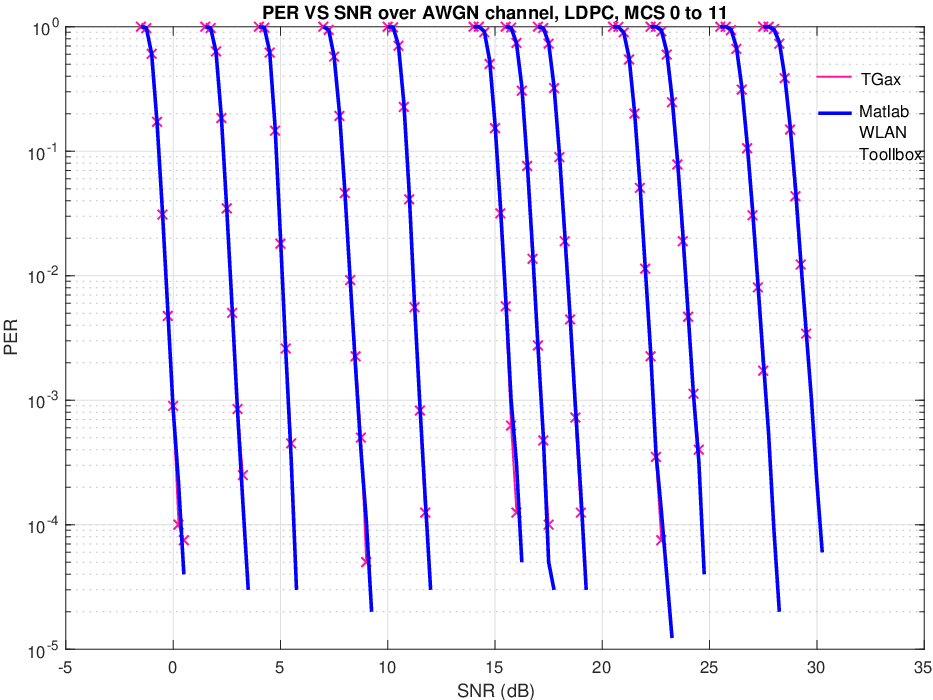 PER VS SNR over AWGN channel, LDPC, MCS 0 to 11
10^0
10^-1
10^-2
10^-3
10^-4
10^-5
PER
TGax
Matlab
WLAN
Toollbox
-5 0 5 10 15 20 25 30 35
SNR (dB)